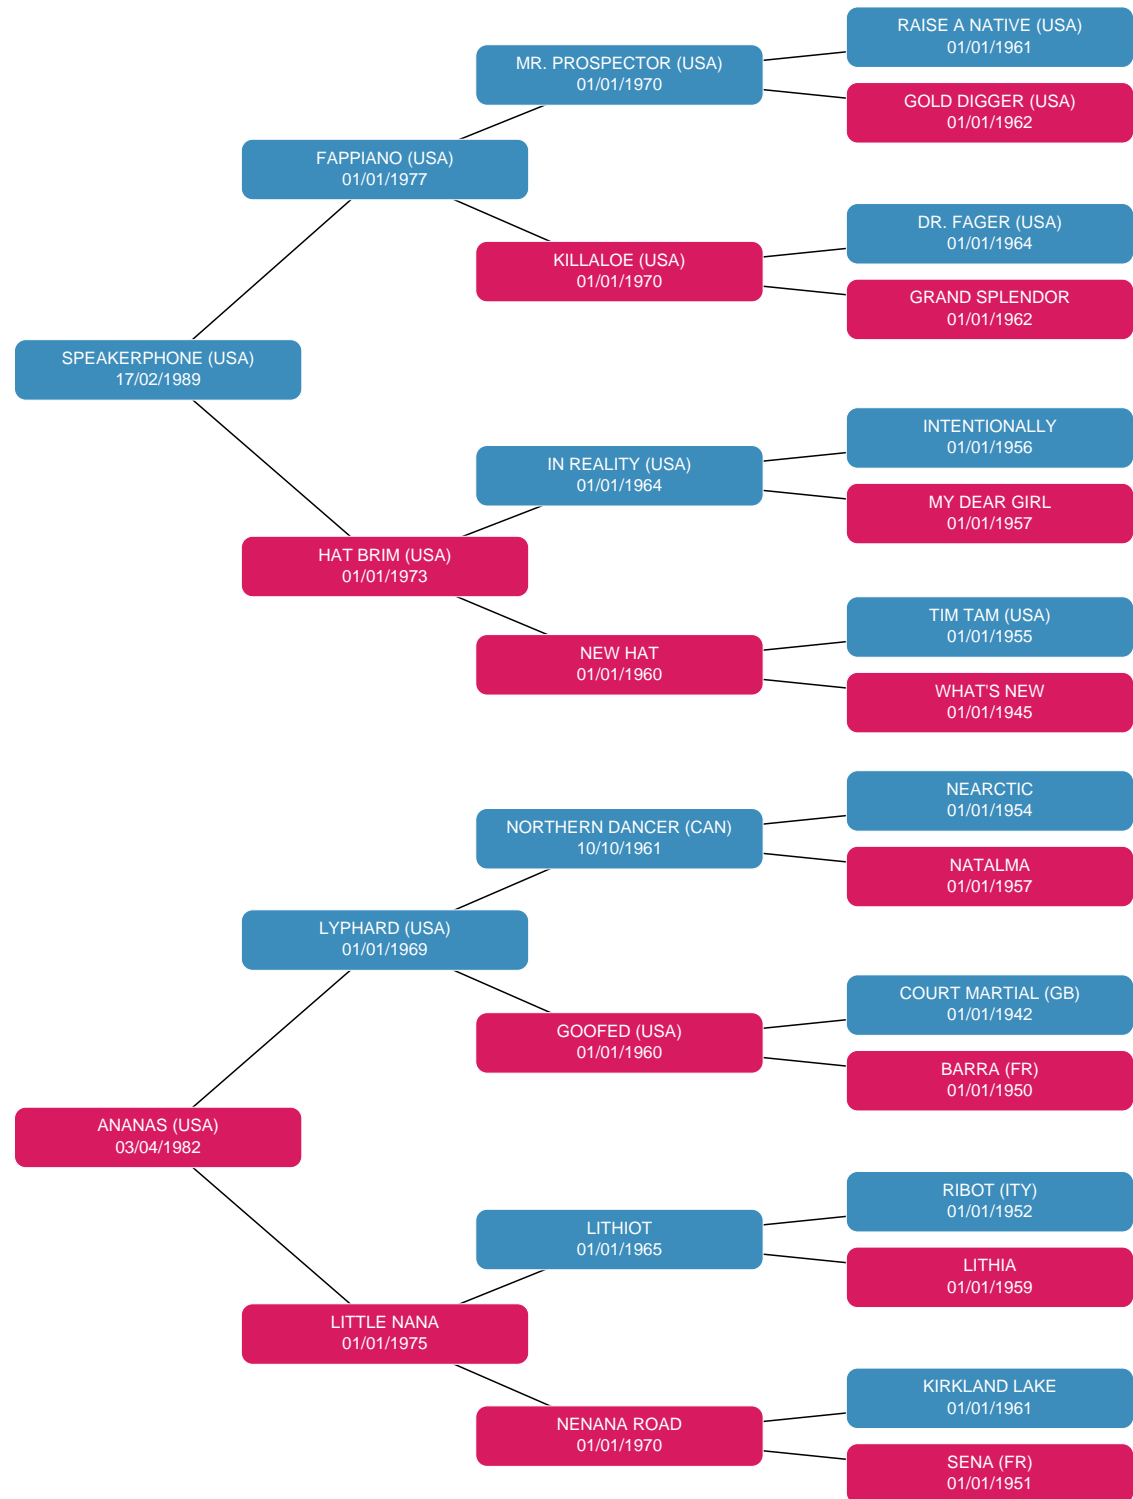 RAISE A NATIVE (USA)
01/01/1961
MR. PROSPECTOR (USA)
01/01/1970
GOLD DIGGER (USA)
01/01/1962
FAPPIANO (USA)
01/01/1977
DR. FAGER (USA)
01/01/1964
KILLALOE (USA)
01/01/1970
GRAND SPLENDOR
01/01/1962
SPEAKERPHONE (USA)
17/02/1989
INTENTIONALLY
01/01/1956
IN REALITY (USA)
01/01/1964
MY DEAR GIRL
01/01/1957
HAT BRIM (USA)
01/01/1973
TIM TAM (USA)
01/01/1955
NEW HAT
01/01/1960
WHAT'S NEW
01/01/1945
NEARCTIC
01/01/1954
NORTHERN DANCER (CAN)
10/10/1961
NATALMA
01/01/1957
LYPHARD (USA)
01/01/1969
COURT MARTIAL (GB)
01/01/1942
GOOFED (USA)
01/01/1960
BARRA (FR)
01/01/1950
ANANAS (USA)
03/04/1982
RIBOT (ITY)
01/01/1952
LITHIOT
01/01/1965
LITHIA
01/01/1959
LITTLE NANA
01/01/1975
KIRKLAND LAKE
01/01/1961
NENANA ROAD
01/01/1970
SENA (FR)
01/01/1951